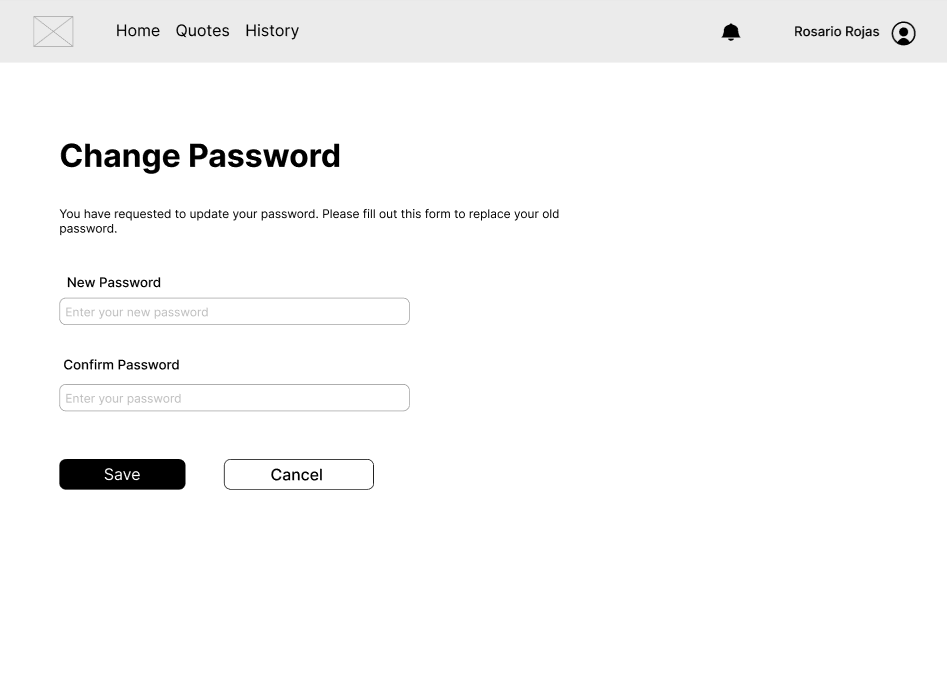 Home Quotes History Rosario Rojas
Change Password
You have requested to update your password. Please fill out this form to replace your old
password.
New Password
Enter your new password
Confirm Password
Enter your password
Save Cancel